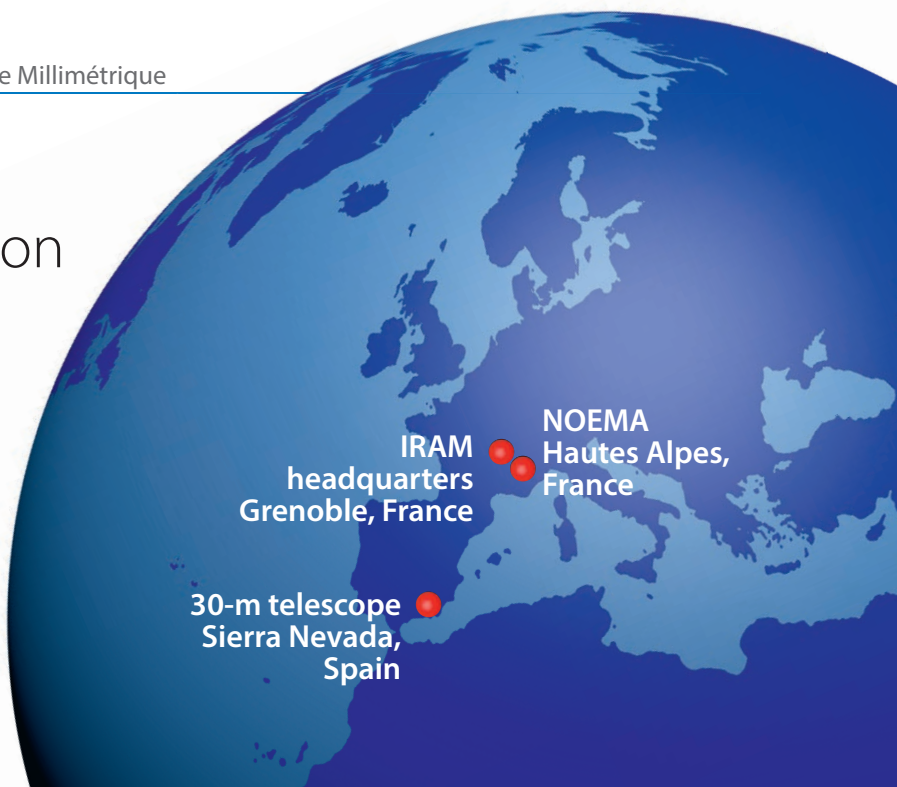 e Millimétrique
on
NOEMA
Hautes Alpes,
France
IRAM
headquarters
Grenoble, France
30-m telescope
Sierra Nevada,
Spain